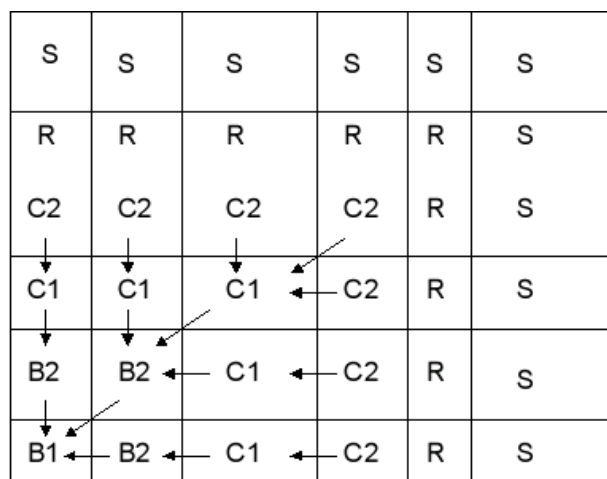 S S S S S S
R R R R R S
C2 C2 C2 C2 R S
C1 C1 C1 C2 R S
B2 B2 C1 C2 R S
B1 B2 C1 C2 R S